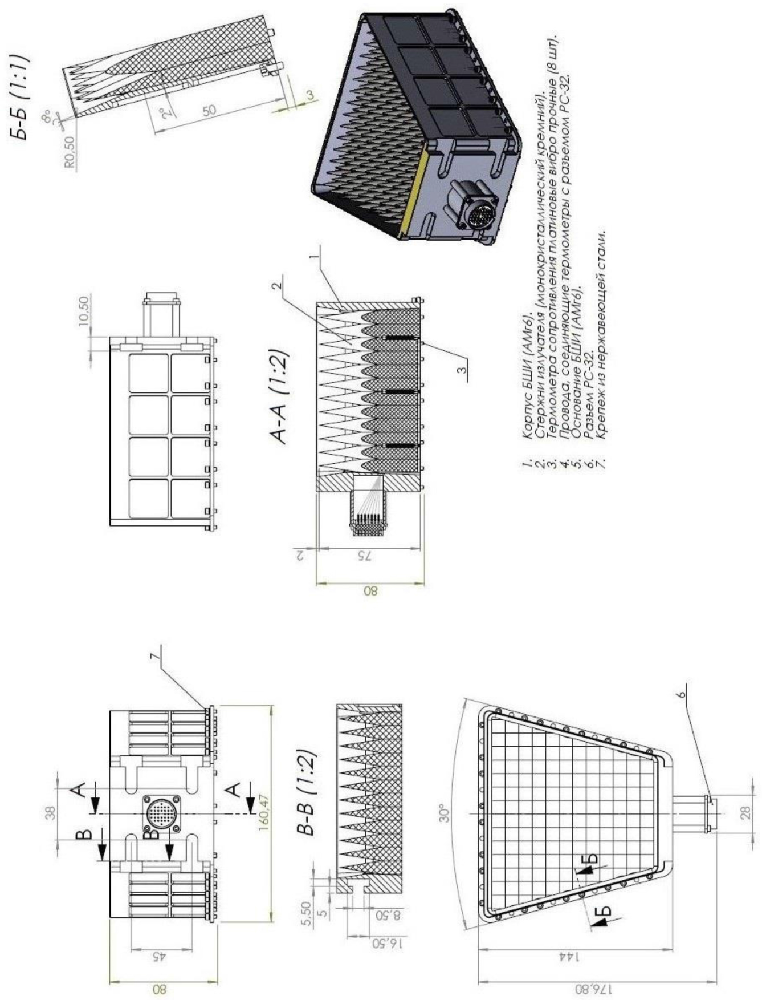 Б-Б (1:1)
8°
R0,50
2°
50
3
10,50
А-А (1:2)
1
2
3
2
75
80
1. Корпус БШИ (АМг6).
2. Стержни излучателя (монокристаллический кремний).
3. Термометра сопротивления платиновые вибро прочные (8 шт).
4. Провода, соединяющие термометры с разьемом РС-32.
5. Основание БШИ (АМг6).
6. Разьем РС-32.
7. Крепеж из нержавеющей стали.
7
38
А
А
В
В
160,47
45
80
В-В (1:2)
5,50
5
8,50
16,50
30°
6
28
Б
Б
144
176,80